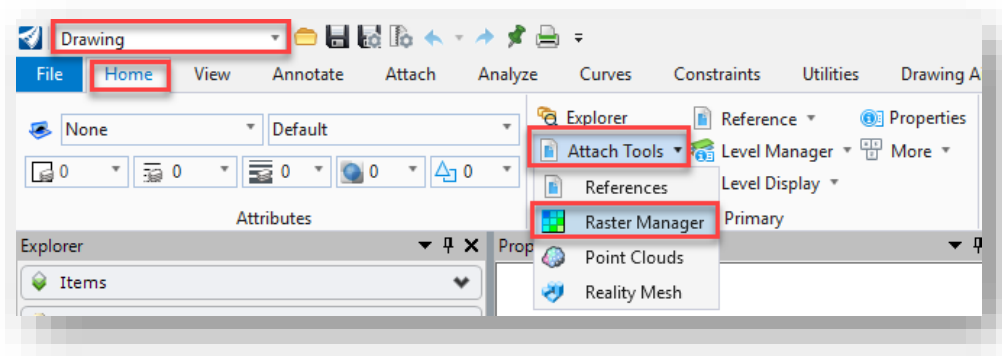 Drawing
File Home View Annotate Attach Analyze Curves Constraints Utilities Drawing A
None Default
Explorer Reference Properties
Attach Tools Level Manager More
0 0 0 0 0
References Level Display
Attributes
Raster Manager Primary
Explorer Prop
Items
Point Clouds
Reality Mesh